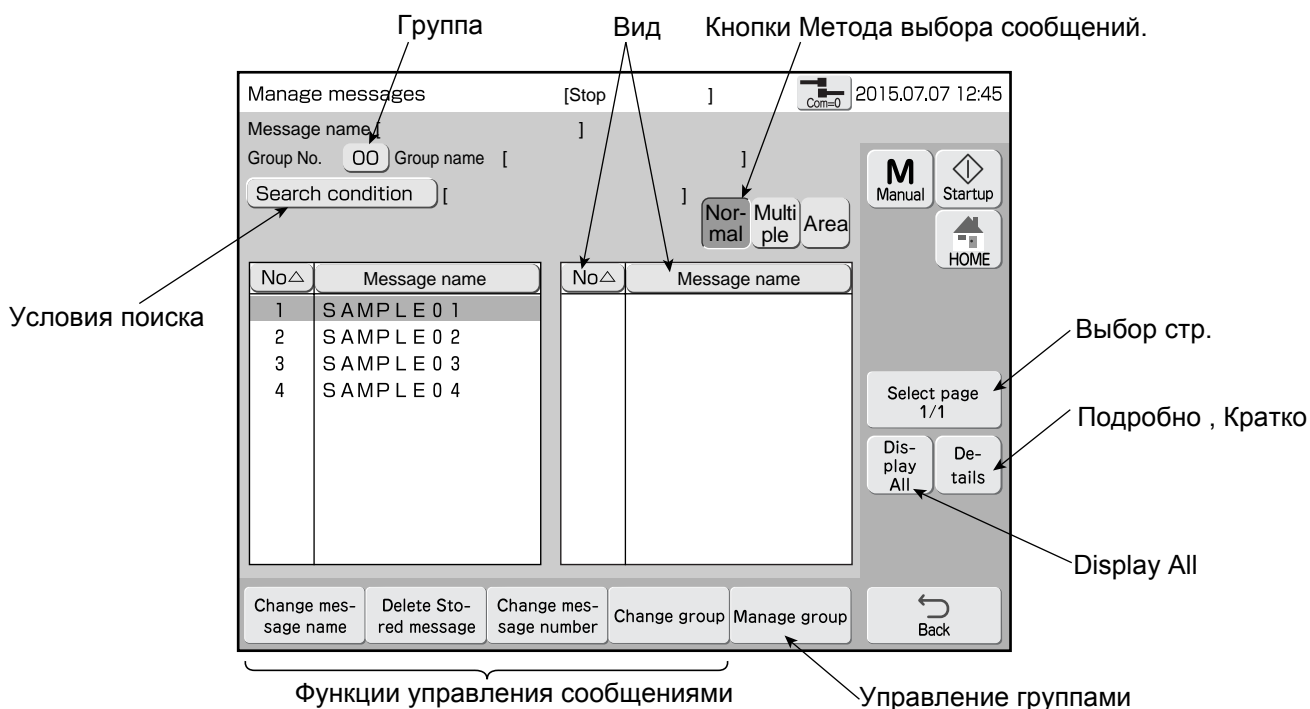 Группа Вид Кнопки Метода выбора сообщений.
Manage messages [Stop ] Com=0 2015.07.07 12:45
Message name [ ]
Group No. 00 Group name [ ]
Search condition [ ]
Nor-
mal
Multi
ple
Area
M
Manual
Startup
HOME
No△ Message name No△ Message name
1 SAMPLE01
2 SAMPLE02
3 SAMPLE03
4 SAMPLE04
Условия поиска
Выбор стр.
Select page
1/1
Подробно , Кратко
Dis-
play
All
De-
tails
Display All
Change mes-
sage name
Delete Sto-
red message
Change mes-
sage number
Change group
Manage group
Back
Функции управления сообщениями
Управление группами